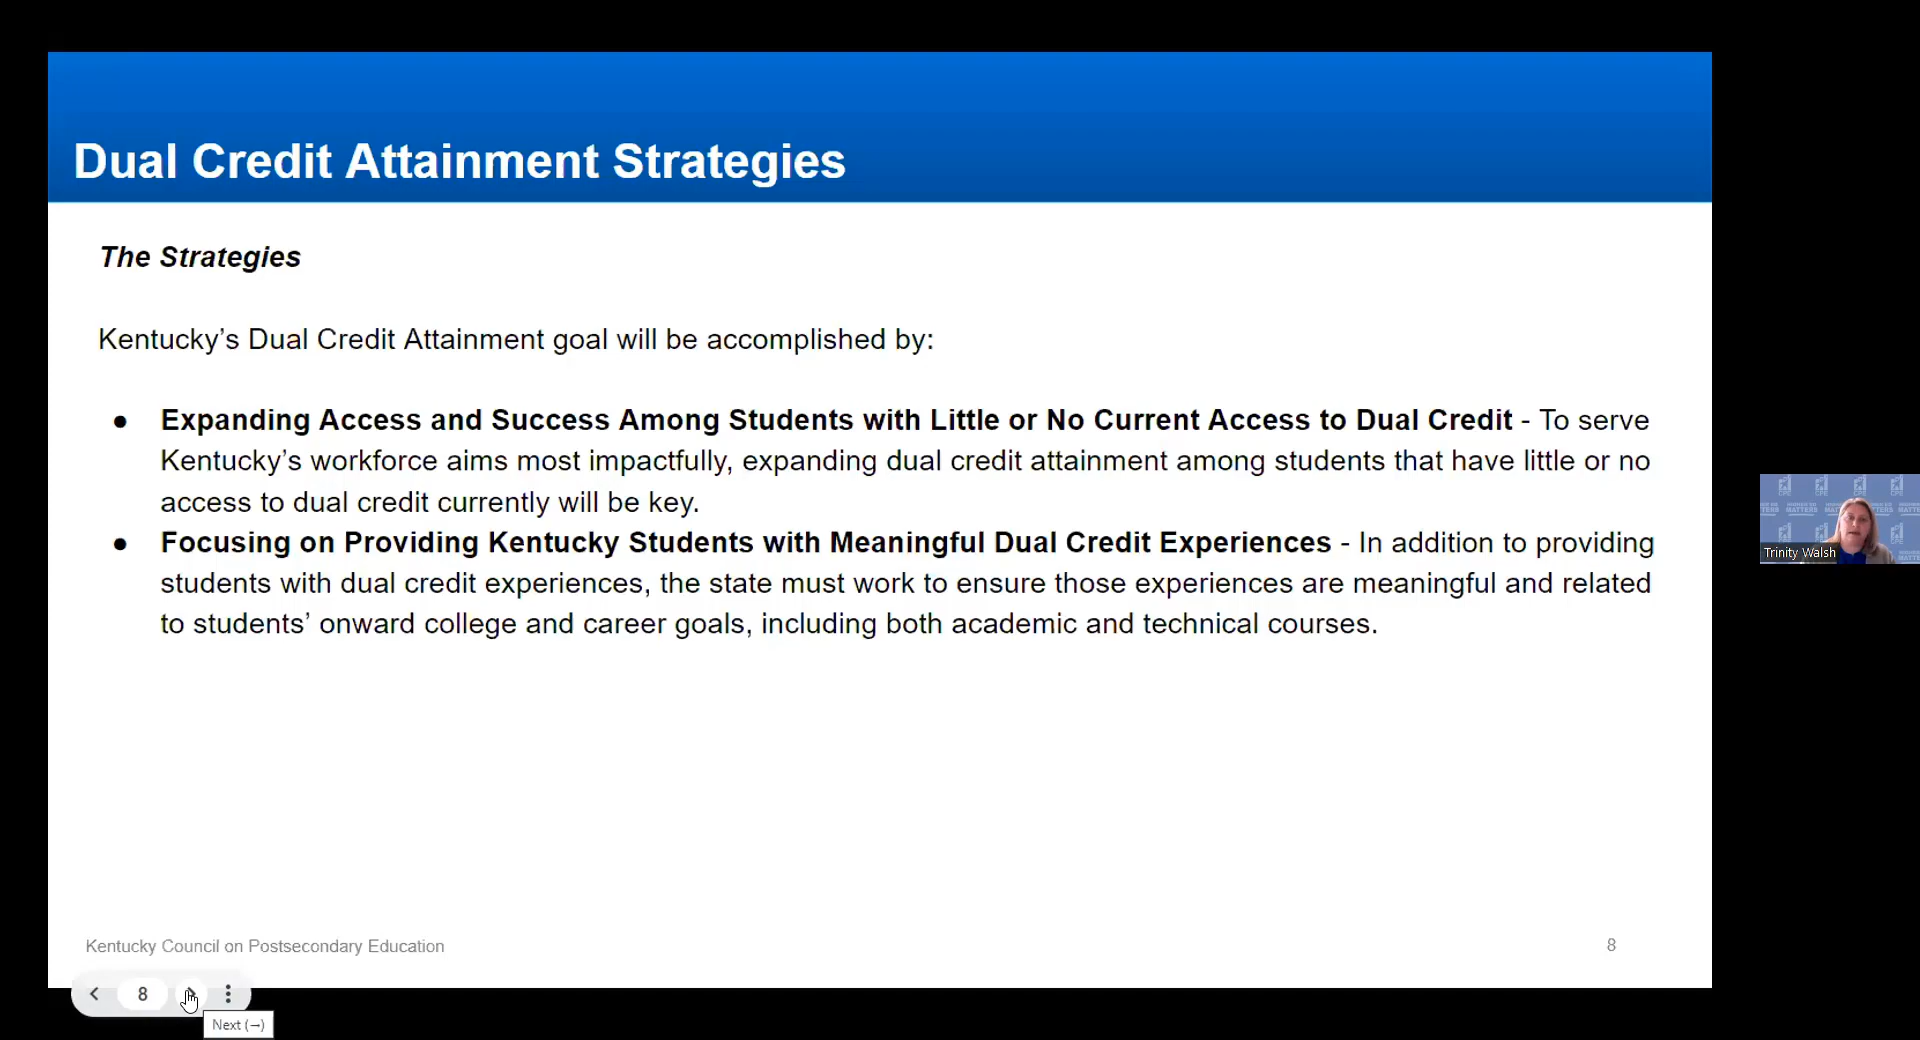 Dual Credit Attainment Strategies
The Strategies
Kentucky’s Dual Credit Attainment goal will be accomplished by:
● Expanding Access and Success Among Students with Little or No Current Access to Dual Credit - To serve
Kentucky’s workforce aims most impactfully, expanding dual credit attainment among students that have little or no
access to dual credit currently will be key.
● Focusing on Providing Kentucky Students with Meaningful Dual Credit Experiences - In addition to providing
students with dual credit experiences, the state must work to ensure those experiences are meaningful and related
to students’ onward college and career goals, including both academic and technical courses.
Trinity Walsh
Kentucky Council on Postsecondary Education
8
8
Next (→)